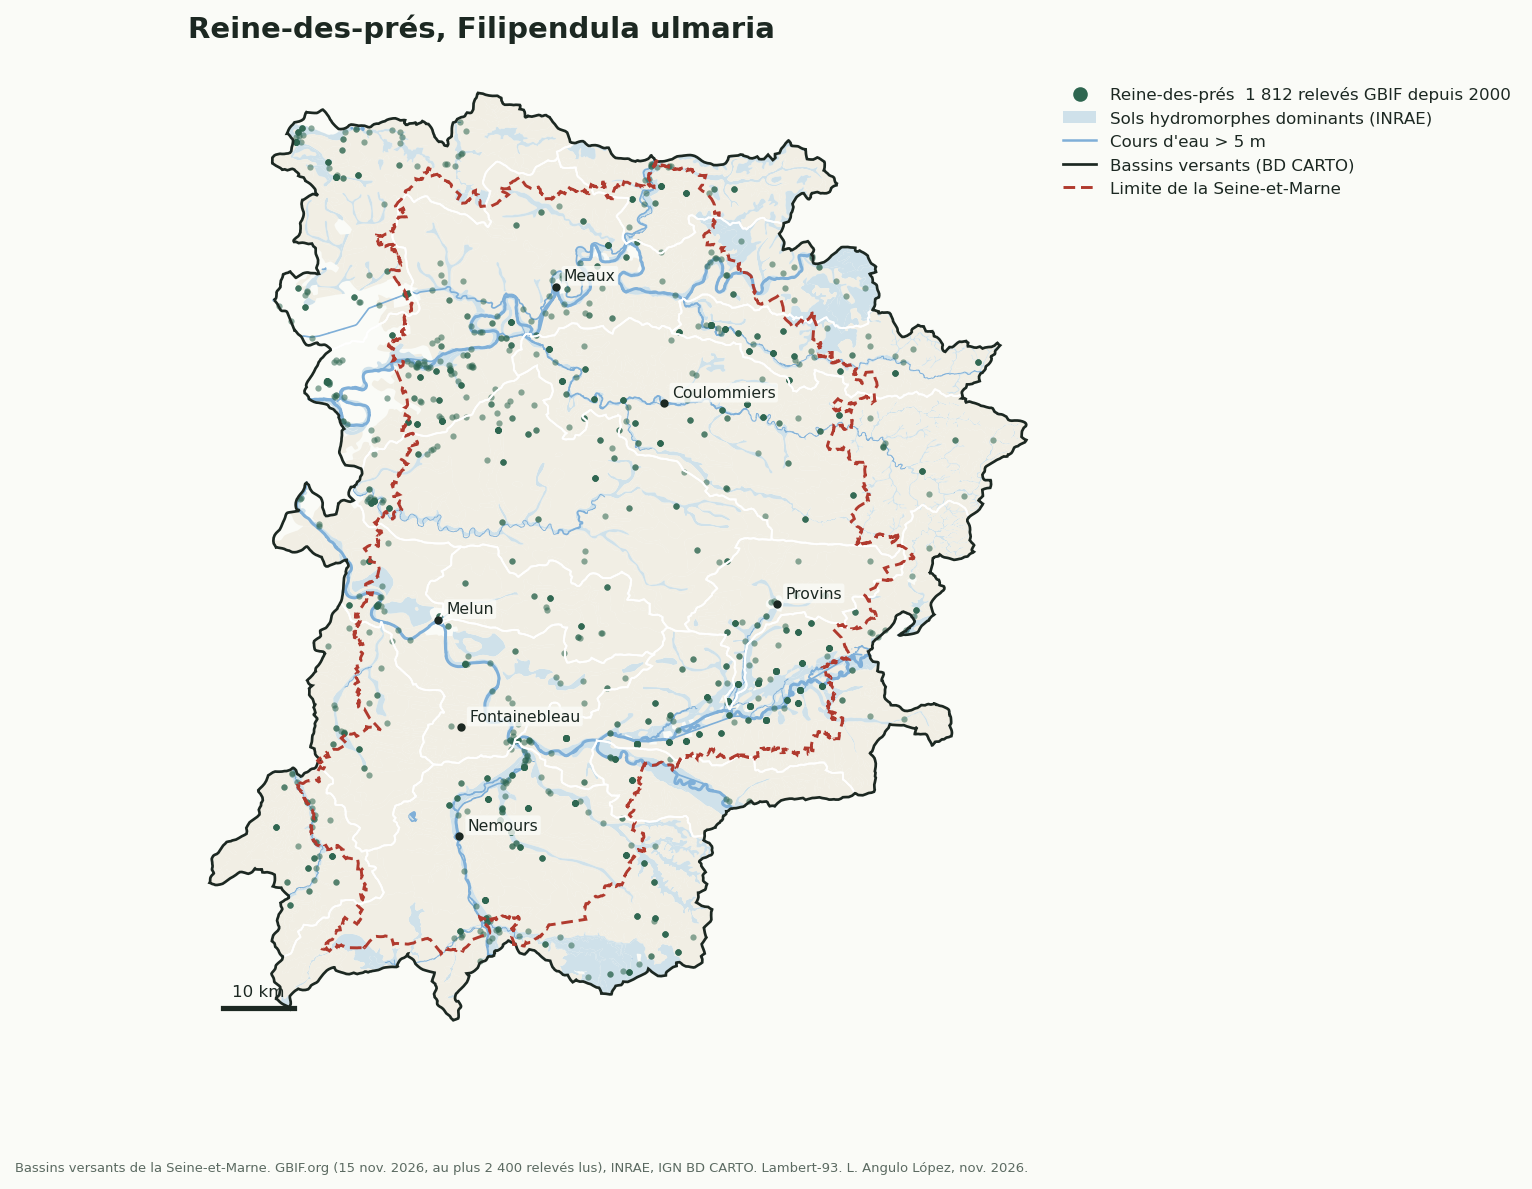 Reine-des-prés, Filipendula ulmaria
Reine-des-prés  1 812 relevés GBIF depuis 2000
Sols hydromorphes dominants (INRAE)
Cours d'eau > 5 m
Bassins versants (BD CARTO)
Limite de la Seine-et-Marne
Meaux
Coulommiers
Provins
Melun
Fontainebleau
Nemours
10 km
Bassins versants de la Seine-et-Marne. GBIF.org (15 nov. 2026, au plus 2 400 relevés lus), INRAE, IGN BD CARTO. Lambert-93. L. Angulo López, nov. 2026.